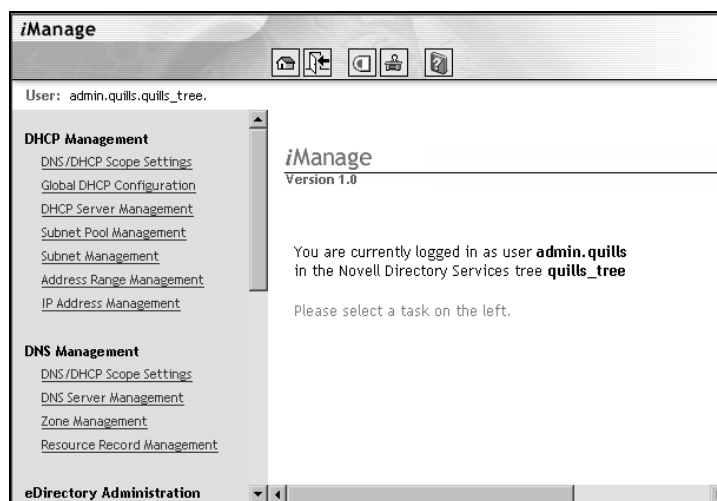 iManage
User: admin.quills.quills_tree.
DHCP Management
DNS/DHCP Scope Settings
Global DHCP Configuration
DHCP Server Management
Subnet Pool Management
Subnet Management
Address Range Management
IP Address Management
DNS Management
DNS/DHCP Scope Settings
DNS Server Management
Zone Management
Resource Record Management
eDirectory Administration
iManage
Version 1.0
You are currently logged in as user admin.quills
in the Novell Directory Services tree quills_tree
Please select a task on the left.